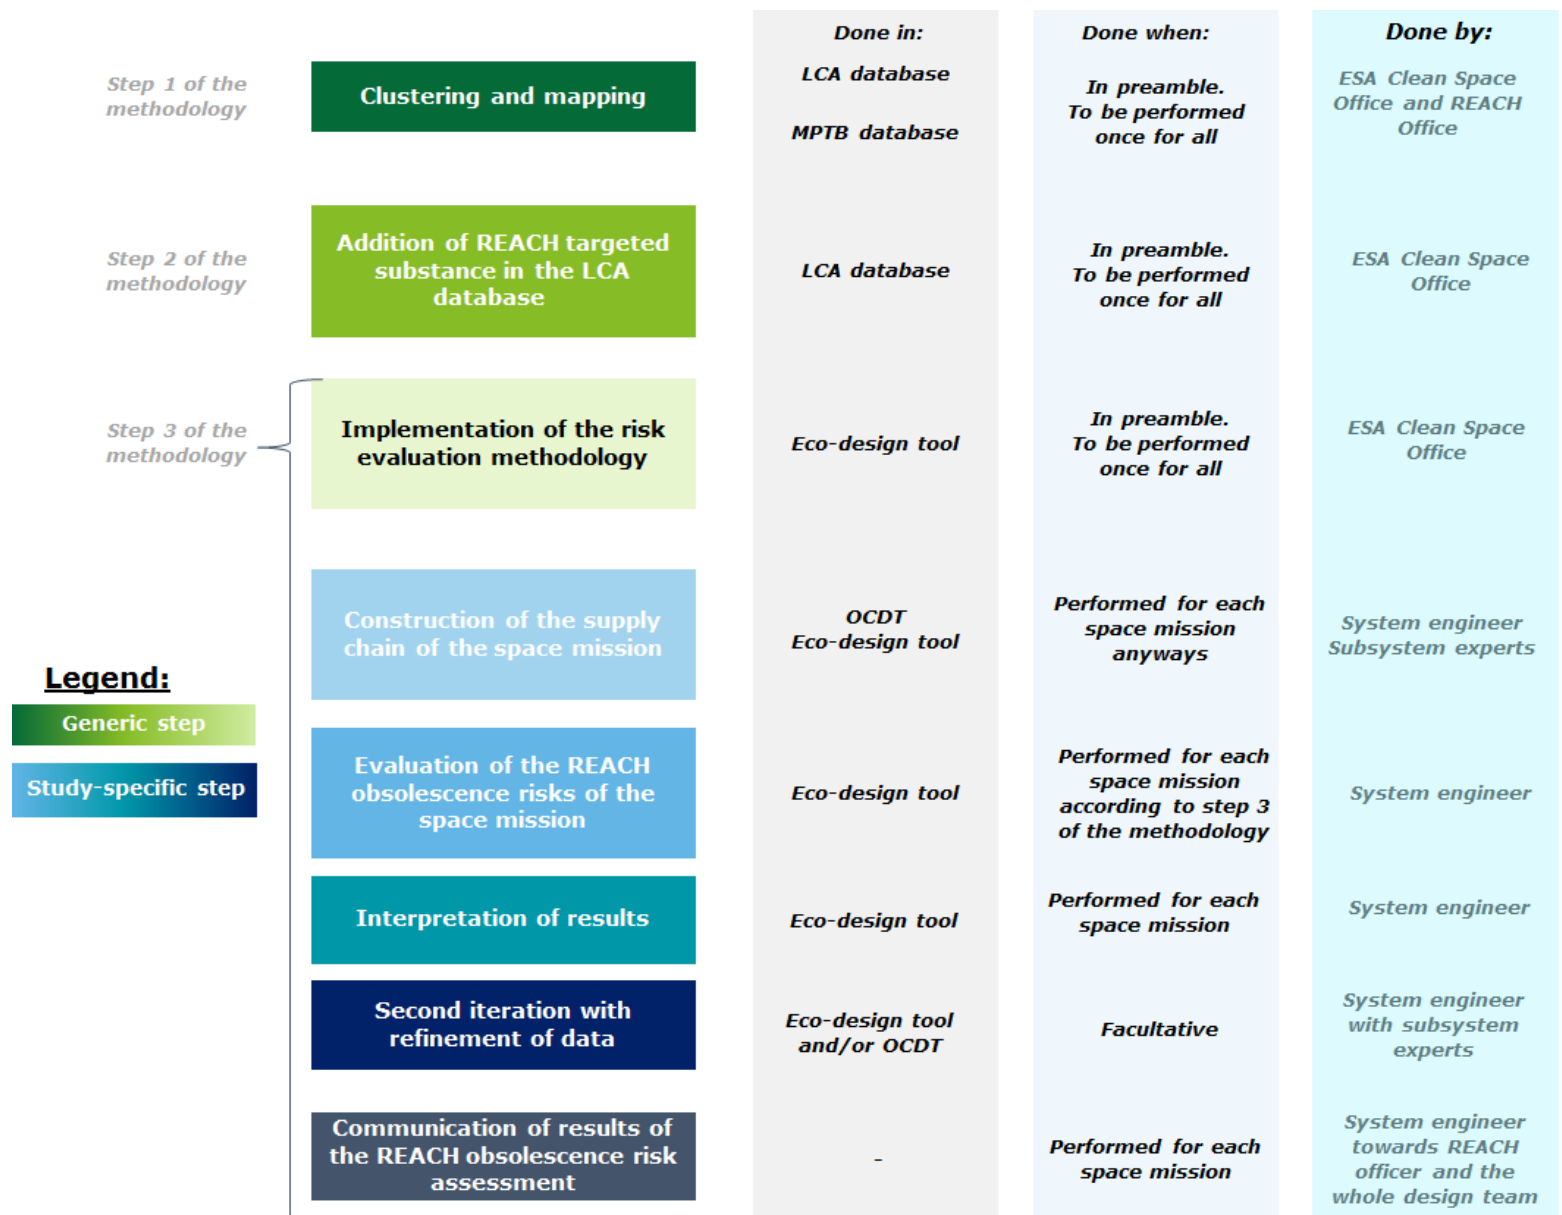 Done in:
Done when:
Done by:
Step 1 of the
methodology
Clustering and mapping
LCA database
MPTB database
In preamble.
To be performed
once for all
ESA Clean Space
Office and REACH
Office
Step 2 of the
methodology
Addition of REACH targeted
substance in the LCA
database
LCA database
In preamble.
To be performed
once for all
ESA Clean Space
Office
Step 3 of the
methodology
Implementation of the risk
evaluation methodology
Eco-design tool
In preamble.
To be performed
once for all
ESA Clean Space
Office
Construction of the supply
chain of the space mission
OCDT
Eco-design tool
Performed for each
space mission
anyways
System engineer
Subsystem experts
Legend:
Generic step
Study-specific step
Evaluation of the REACH
obsolescence risks of the
space mission
Eco-design tool
Performed for each
space mission
according to step 3
of the methodology
System engineer
Interpretation of results
Eco-design tool
Performed for each
space mission
System engineer
Second iteration with
refinement of data
Eco-design tool
and/or OCDT
Facultative
System engineer
with subsystem
experts
Communication of results of
the REACH obsolescence risk
assessment
-
Performed for each
space mission
System engineer
towards REACH
officer and the
whole design team